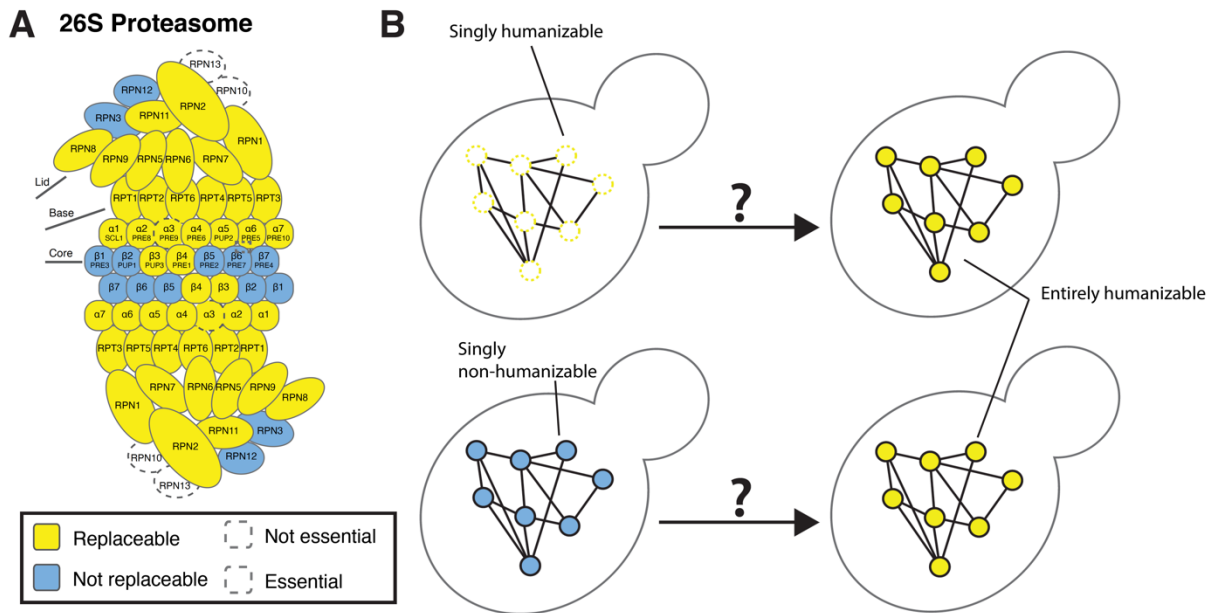 A 26S Proteasome
RPN13
RPN10
RPN12
RPN2
RPN3
RPN11
RPN1
RPN8
RPN9
RPN5
RPN6
RPN7
Lid
RPT1 RPT2 RPT6 RPT4 RPT5 RPT3
Base
α1 α2 α3 α4 α5 α6 α7
SCL1 PRE8 PRE9 PRE6 PUP2 PRE5 PRE10
Core
β1 β2 β3 β4 β5 β6 β7
PRE3 PUP1 PUP3 PRE1 PRE2 PRE7 PRE4
β7 β6 β5 β4 β3 β2 β1
α7 α6 α5 α4 α3 α2 α1
RPT3 RPT5 RPT4 RPT6 RPT2 RPT1
RPN7 RPN6 RPN5 RPN9
RPN1
RPN8
RPN11 RPN3
RPN2
RPN10
RPN12
RPN13
Replaceable
Not essential
Not replaceable
Essential
B
Singly humanizable
?
Entirely humanizable
Singly
non-humanizable
?